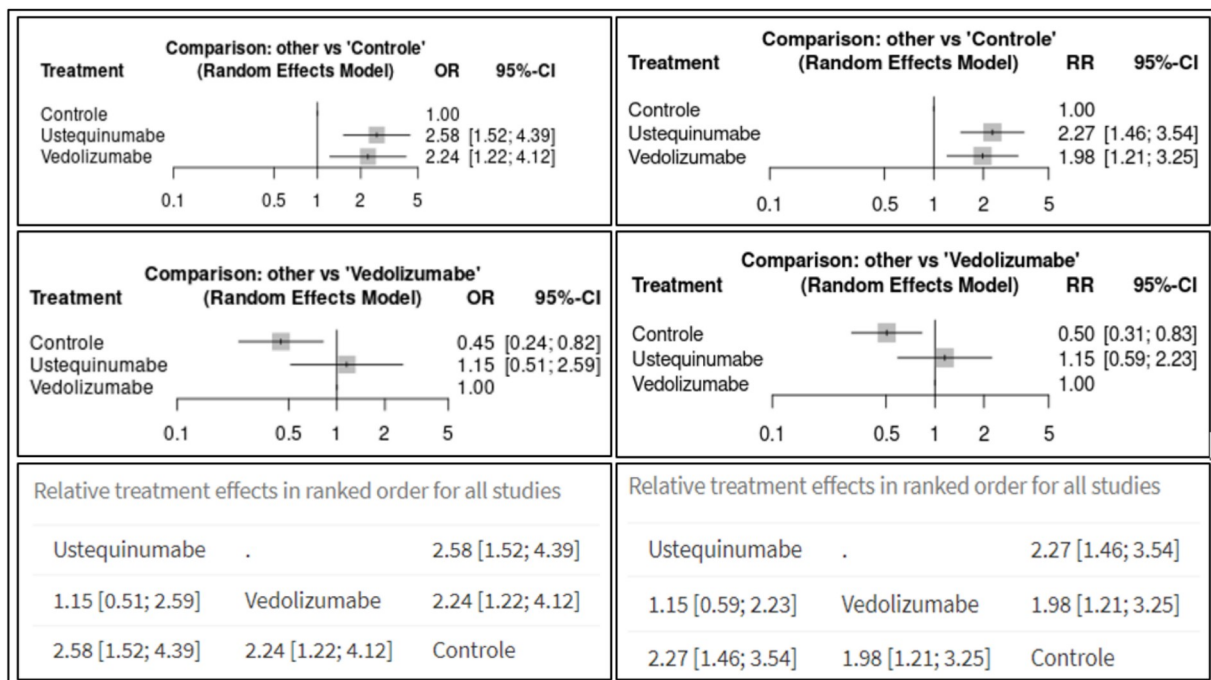 Comparison: other vs 'Controle'
Treatment (Random Effects Model) OR 95%-CI
Controle 1.00
Ustequinumabe 2.58 [1.52; 4.39]
Vedolizumabe 2.24 [1.22; 4.12]
0.1 0.5 1 2 5
Comparison: other vs 'Controle'
Treatment (Random Effects Model) RR 95%-CI
Controle 1.00
Ustequinumabe 2.27 [1.46; 3.54]
Vedolizumabe 1.98 [1.21; 3.25]
0.1 0.5 1 2 5
Comparison: other vs 'Vedolizumabe'
Treatment (Random Effects Model) OR 95%-CI
Controle 0.45 [0.24; 0.82]
Ustequinumabe 1.15 [0.51; 2.59]
Vedolizumabe 1.00
0.1 0.5 1 2 5
Comparison: other vs 'Vedolizumabe'
Treatment (Random Effects Model) RR 95%-CI
Controle 0.50 [0.31; 0.83]
Ustequinumabe 1.15 [0.59; 2.23]
Vedolizumabe 1.00
0.1 0.5 1 2 5
Relative treatment effects in ranked order for all studies
Ustequinumabe . 2.58 [1.52; 4.39]
1.15 [0.51; 2.59] Vedolizumabe 2.24 [1.22; 4.12]
2.58 [1.52; 4.39] 2.24 [1.22; 4.12] Controle
Relative treatment effects in ranked order for all studies
Ustequinumabe . 2.27 [1.46; 3.54]
1.15 [0.59; 2.23] Vedolizumabe 1.98 [1.21; 3.25]
2.27 [1.46; 3.54] 1.98 [1.21; 3.25] Controle